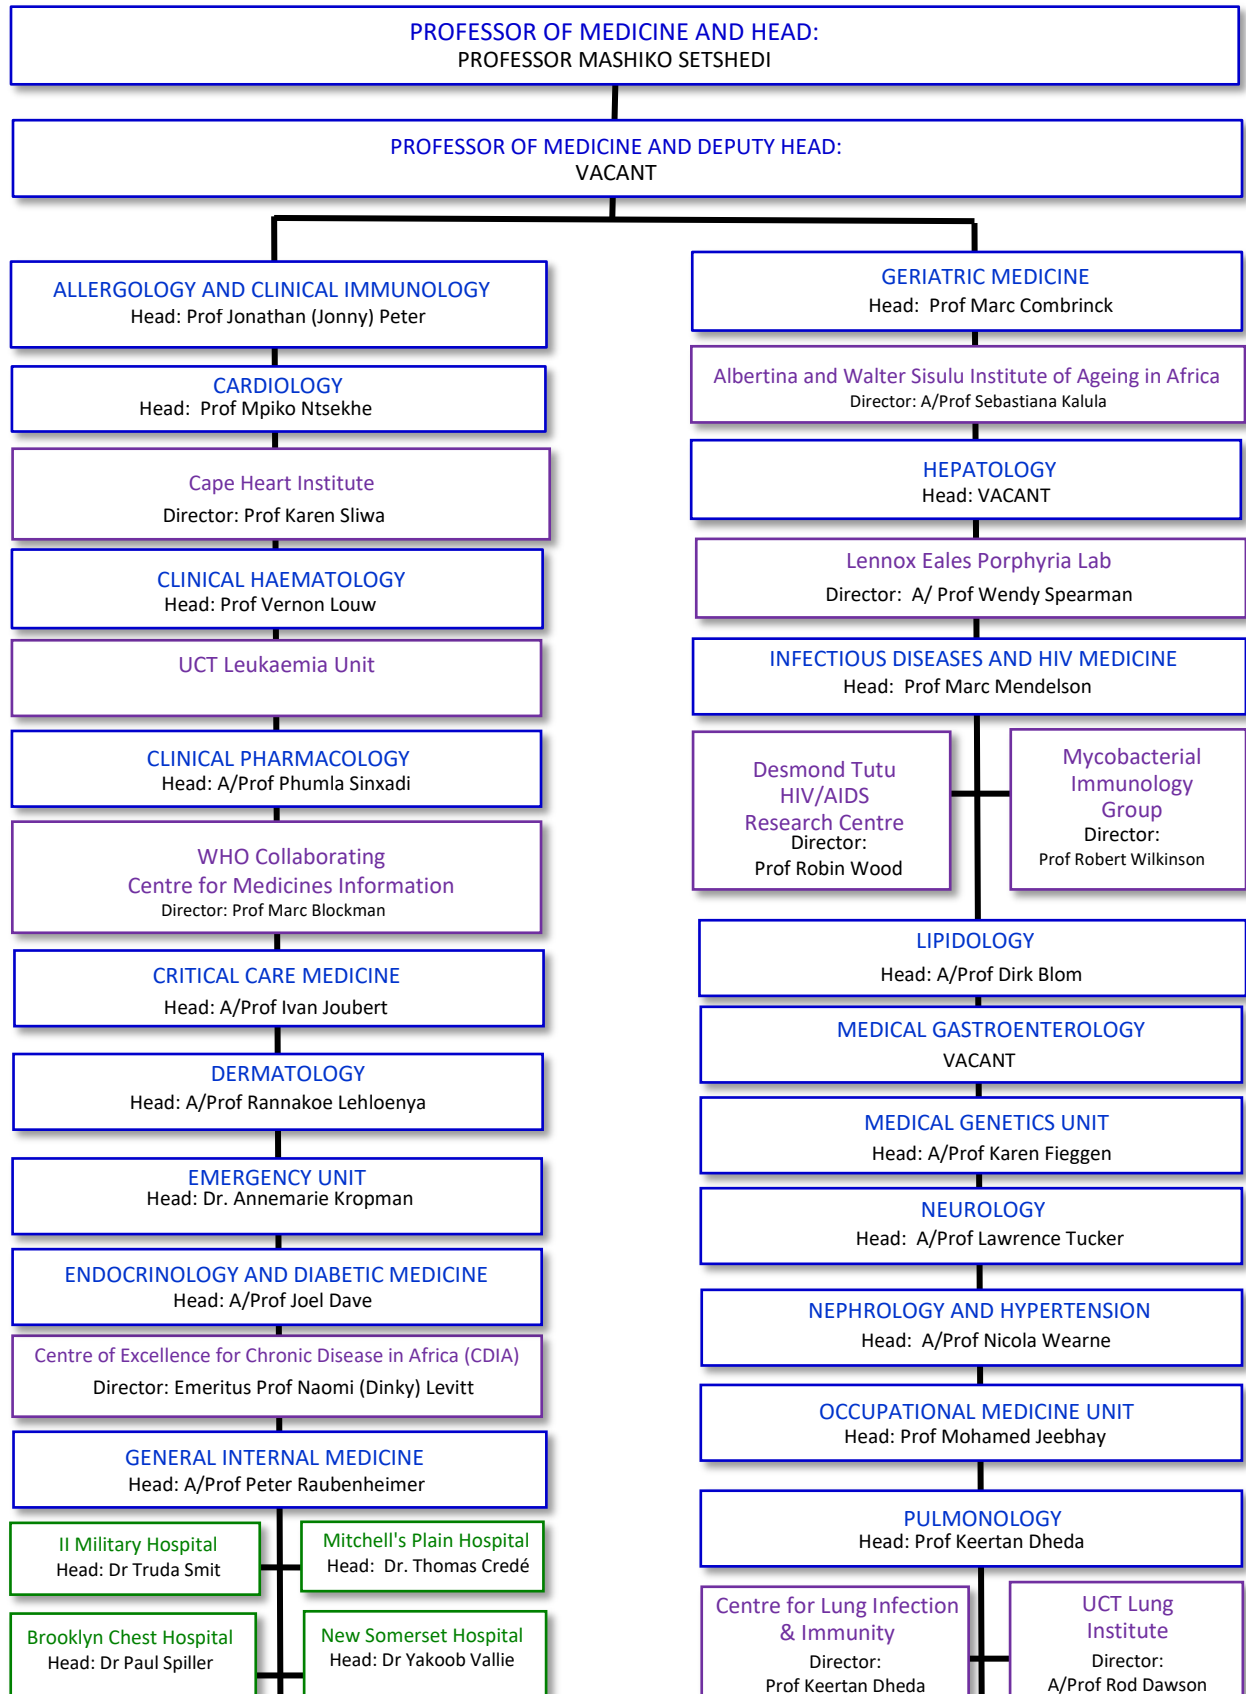 PROFESSOR OF MEDICINE AND HEAD:
PROFESSOR MASHIKO SETSHEDI
PROFESSOR OF MEDICINE AND DEPUTY HEAD:
VACANT
ALLERGOLOGY AND CLINICAL IMMUNOLOGY
Head: Prof Jonathan (Jonny) Peter
CARDIOLOGY
Head: Prof Mpiko Ntsekhe
Cape Heart Institute
Director: Prof Karen Sliwa
CLINICAL HAEMATOLOGY
Head: Prof Vernon Louw
UCT Leukaemia Unit
CLINICAL PHARMACOLOGY
Head: A/Prof Phumla Sinxadi
WHO Collaborating
Centre for Medicines Information
Director: Prof Marc Blockman
CRITICAL CARE MEDICINE
Head: A/Prof Ivan Joubert
DERMATOLOGY
Head: A/Prof Rannakoe Lehloenya
EMERGENCY UNIT
Head: Dr. Annemarie Kropman
ENDOCRINOLOGY AND DIABETIC MEDICINE
Head: A/Prof Joel Dave
Centre of Excellence for Chronic Disease in Africa (CDIA)
Director: Emeritus Prof Naomi (Dinky) Levitt
GENERAL INTERNAL MEDICINE
Head: A/Prof Peter Raubenheimer
II Military Hospital
Head: Dr Truda Smit
Mitchell's Plain Hospital
Head: Dr. Thomas Credé
Brooklyn Chest Hospital
Head: Dr Paul Spiller
New Somerset Hospital
Head: Dr Yakoob Vallie
GERIATRIC MEDICINE
Head: Prof Marc Combrinck
Albertina and Walter Sisulu Institute of Ageing in Africa
Director: A/Prof Sebastiana Kalula
HEPATOLOGY
Head: VACANT
Lennox Eales Porphyria Lab
Director: A/ Prof Wendy Spearman
INFECTIOUS DISEASES AND HIV MEDICINE
Head: Prof Marc Mendelson
Desmond Tutu
HIV/AIDS
Research Centre
Director:
Prof Robin Wood
Mycobacterial
Immunology
Group
Director:
Prof Robert Wilkinson
LIPIDOLOGY
Head: A/Prof Dirk Blom
MEDICAL GASTROENTEROLOGY
VACANT
MEDICAL GENETICS UNIT
Head: A/Prof Karen Fieggen
NEUROLOGY
Head: A/Prof Lawrence Tucker
NEPHROLOGY AND HYPERTENSION
Head: A/Prof Nicola Wearne
OCCUPATIONAL MEDICINE UNIT
Head: Prof Mohamed Jeebhay
PULMONOLOGY
Head: Prof Keertan Dheda
Centre for Lung Infection
& Immunity
Director:
Prof Keertan Dheda
UCT Lung
Institute
Director:
A/Prof Rod Dawson